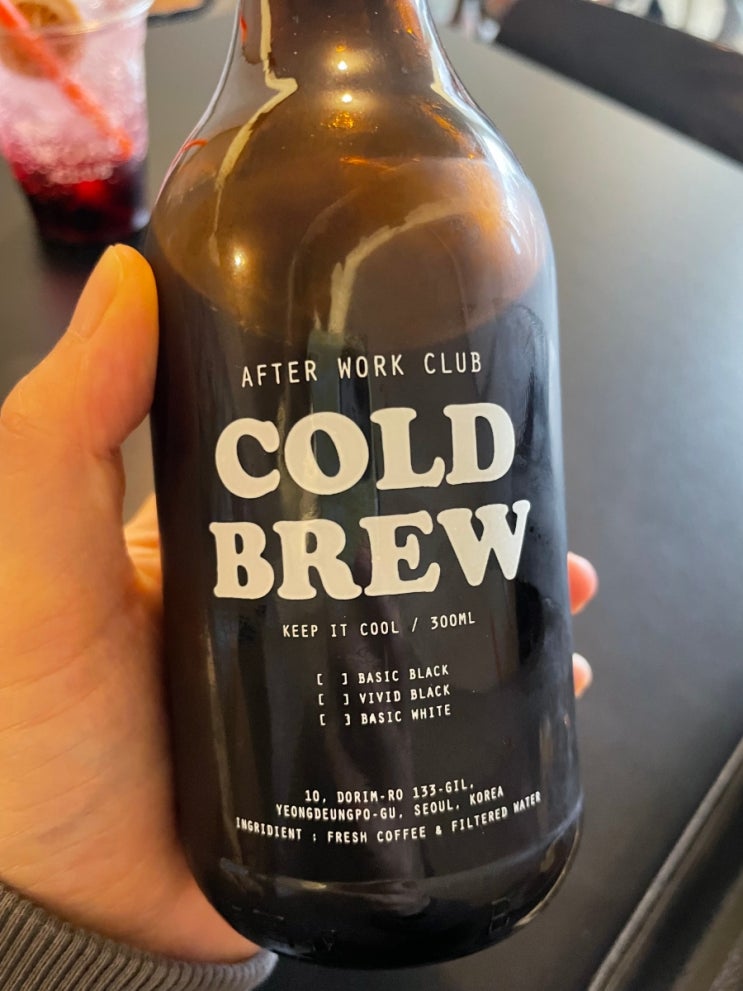 AFTER WORK CLUB
COLD
BREW
KEEP IT COOL / 300ML
[ ] BASIC BLACK
[ ] VIVID BLACK
[ ] BASIC WHITE
10, DORIM-RO 133-GIL,
YEONGDEUNGPO-GU, SEOUL, KOREA
INGRIDIENT : FRESH COFFEE & FILTERED WATER